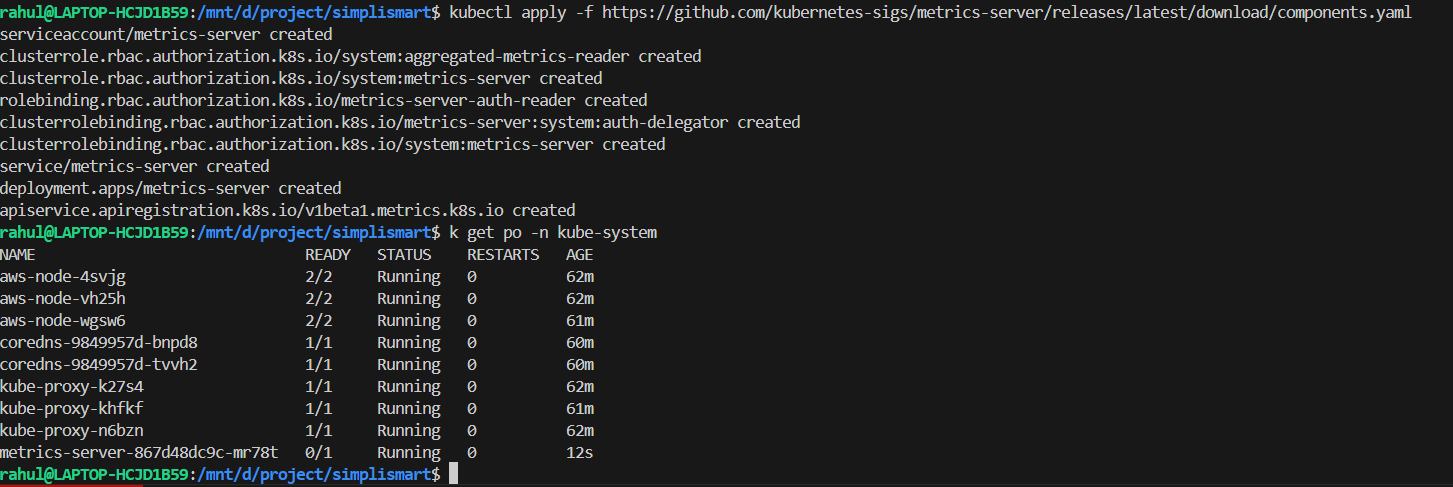 rahul@LAPTOP-HCJD1B59:/mnt/d/project/simplismart$ kubectl apply -f https://github.com/kubernetes-sigs/metrics-server/releases/latest/download/components.yaml
serviceaccount/metrics-server created
clusterrole.rbac.authorization.k8s.io/system:aggregated-metrics-reader created
clusterrole.rbac.authorization.k8s.io/system:metrics-server created
rolebinding.rbac.authorization.k8s.io/metrics-server-auth-reader created
clusterrolebinding.rbac.authorization.k8s.io/metrics-server:system:auth-delegator created
clusterrolebinding.rbac.authorization.k8s.io/system:metrics-server created
service/metrics-server created
deployment.apps/metrics-server created
apiservice.apiregistration.k8s.io/v1beta1.metrics.k8s.io created
rahul@LAPTOP-HCJD1B59:/mnt/d/project/simplismart$ k get po -n kube-system
NAME                              READY   STATUS    RESTARTS   AGE
aws-node-4svjg                    2/2     Running   0          62m
aws-node-vh25h                    2/2     Running   0          62m
aws-node-wgsw6                    2/2     Running   0          61m
coredns-9849957d-bnpd8            1/1     Running   0          60m
coredns-9849957d-tvvh2            1/1     Running   0          60m
kube-proxy-k27s4                  1/1     Running   0          62m
kube-proxy-khfkf                  1/1     Running   0          61m
kube-proxy-n6bzn                  1/1     Running   0          62m
metrics-server-867d48dc9c-mr78t   0/1     Running   0          12s
rahul@LAPTOP-HCJD1B59:/mnt/d/project/simplismart$